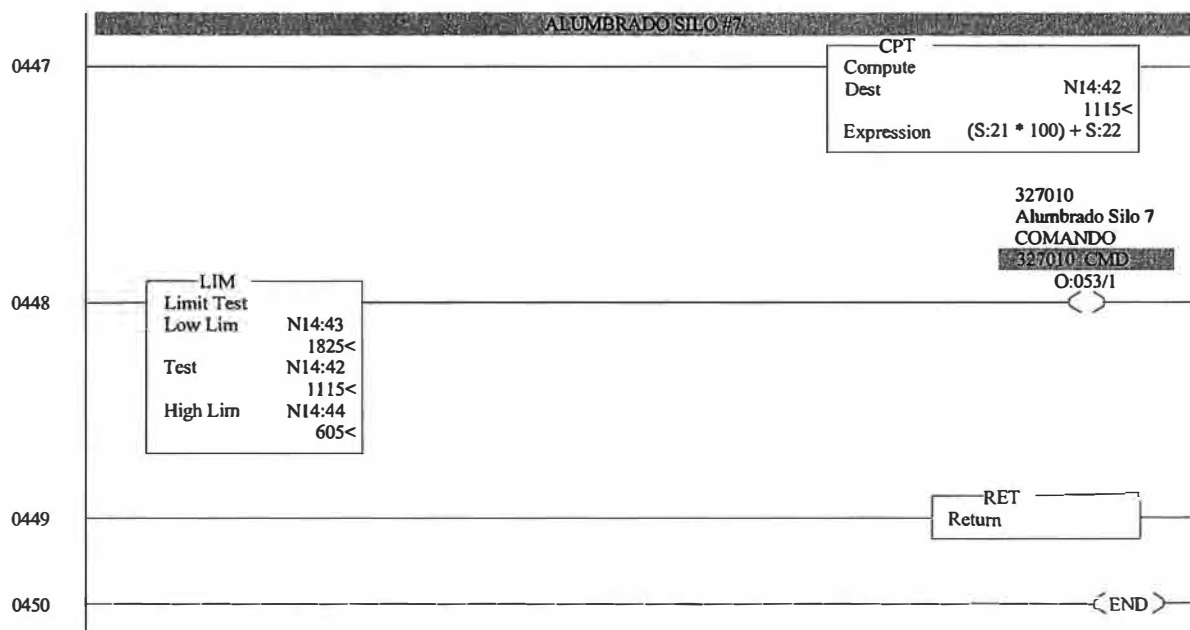 ALUMBRADO SILO #7
0447
CPT
Compute
Dest N14:42
1115<
Expression (S:21 * 100) + S:22
327010
Alumbrado Silo 7
COMANDO
327010_CMD
O:053/1
0448
LIM
Limit Test
Low Lim N14:43
1825<
Test N14:42
1115<
High Lim N14:44
605<
0449
RET
Return
0450
END